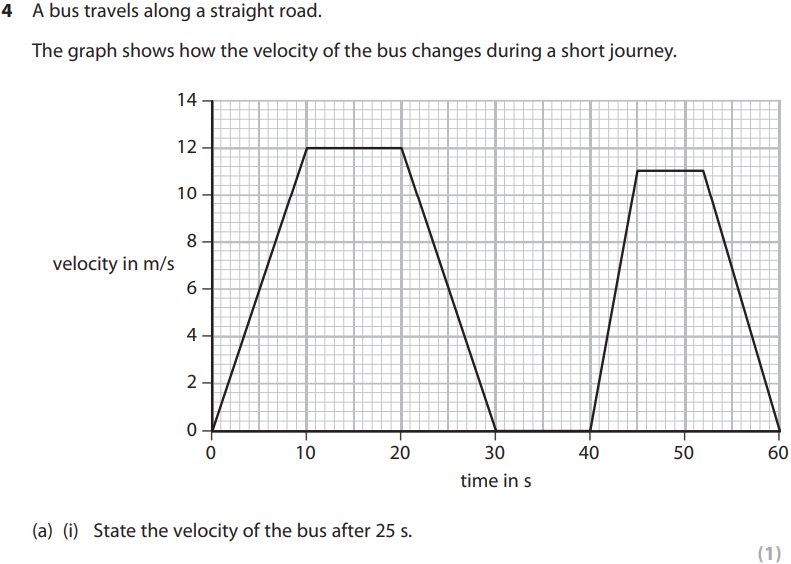 4 A bus travels along a straight road.
The graph shows how the velocity of the bus changes during a short journey.
14
12
10
8
velocity in m/s
6
4
2
0
0 10 20 30 40 50 60
time in s
(a) (i) State the velocity of the bus after 25 s.
(1)